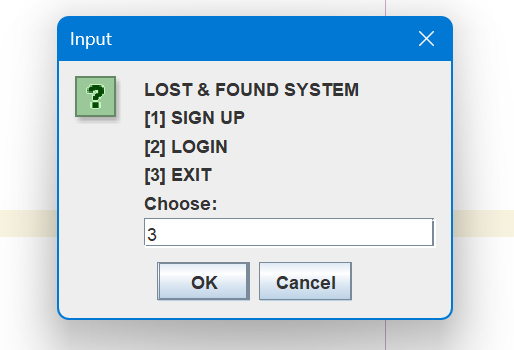 Input
?
LOST & FOUND SYSTEM
[1] SIGN UP
[2] LOGIN
[3] EXIT
Choose:
3
OK
Cancel